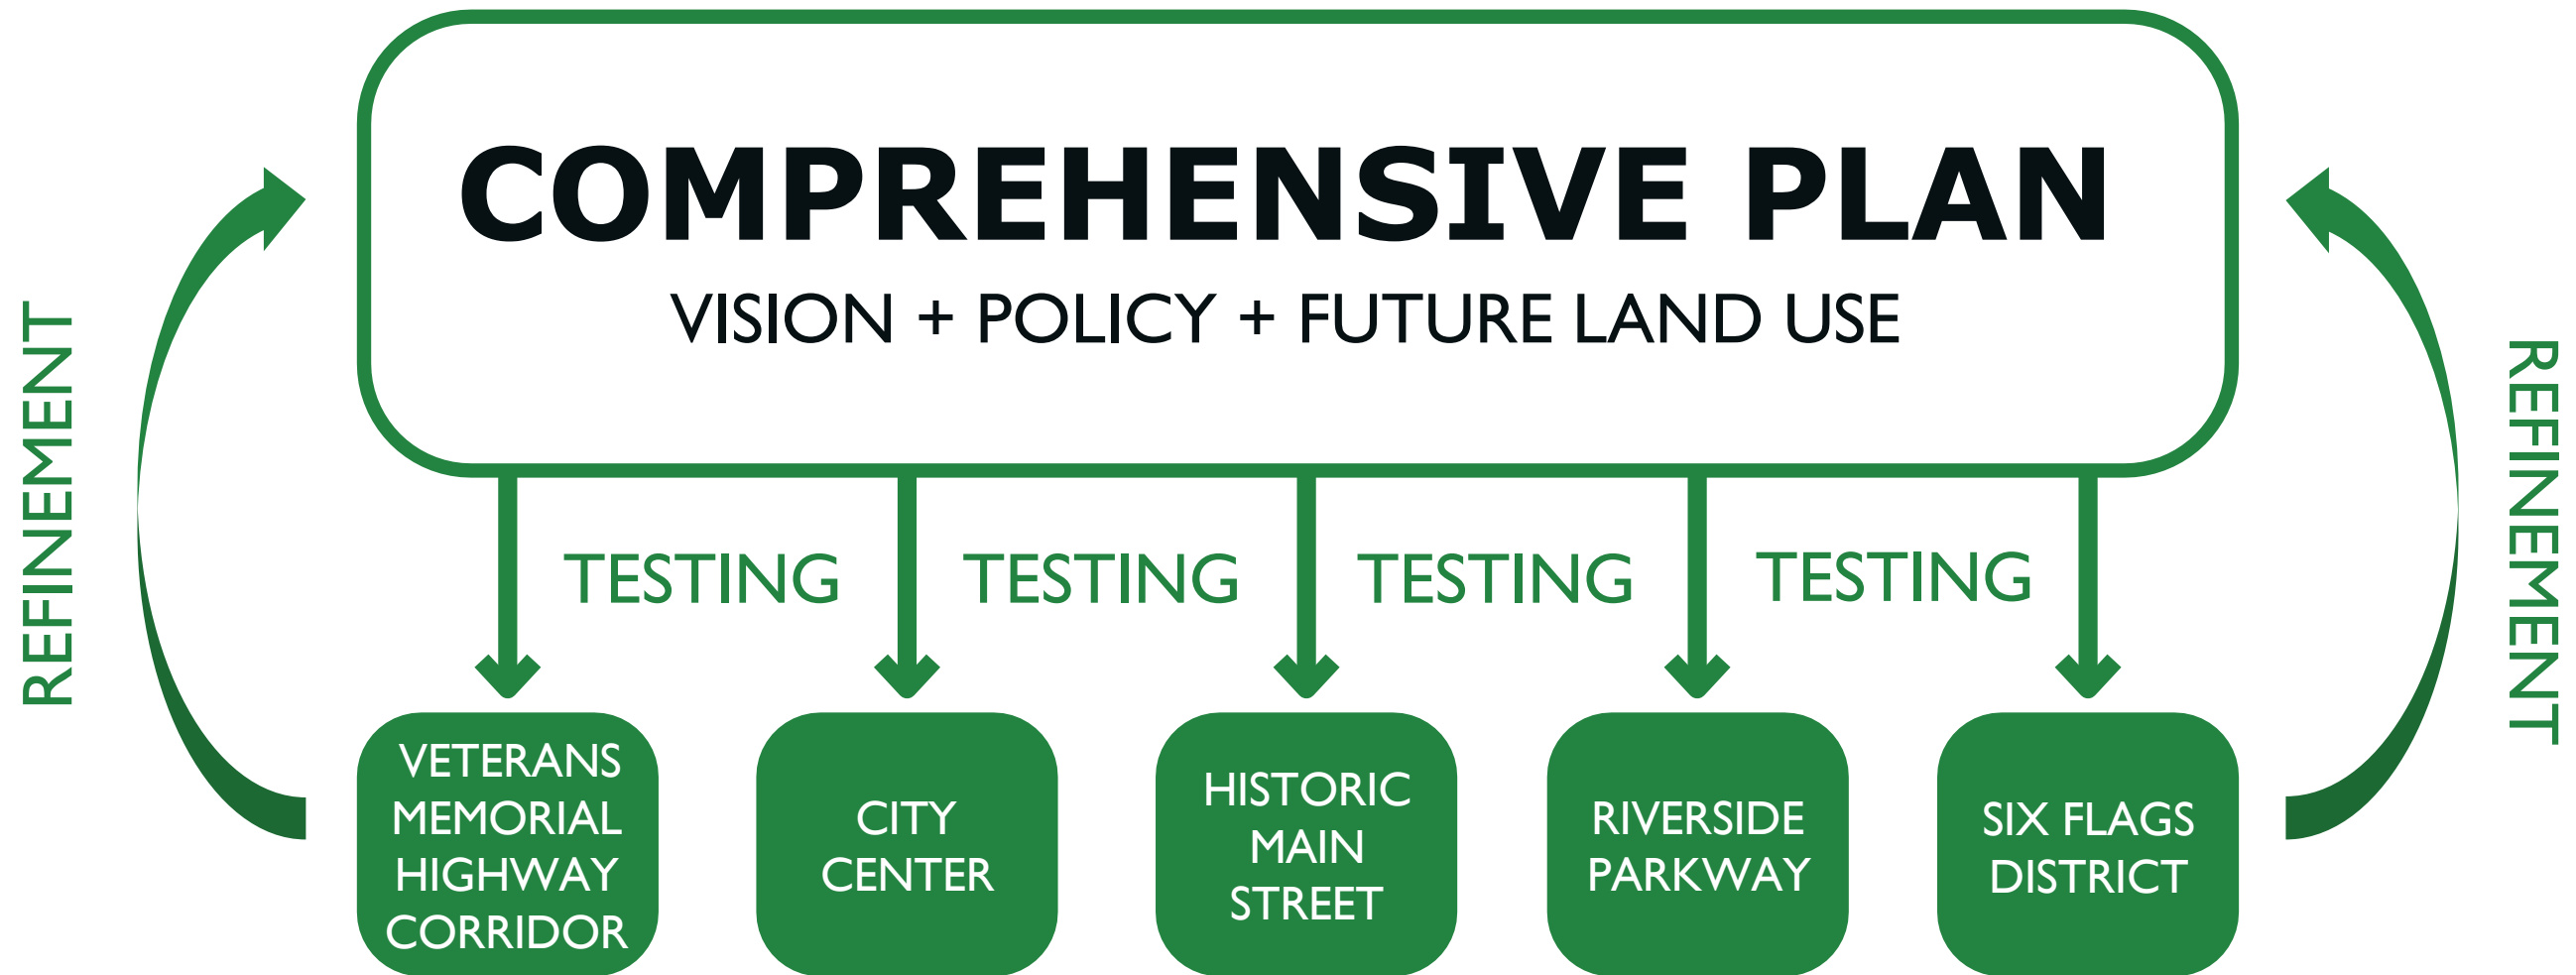 COMPREHENSIVE PLAN
VISION + POLICY + FUTURE LAND USE
REFINEMENT
REFINEMENT
TESTING
TESTING
TESTING
TESTING
VETERANS
MEMORIAL
HIGHWAY
CORRIDOR
CITY
CENTER
HISTORIC
MAIN
STREET
RIVERSIDE
PARKWAY
SIX FLAGS
DISTRICT